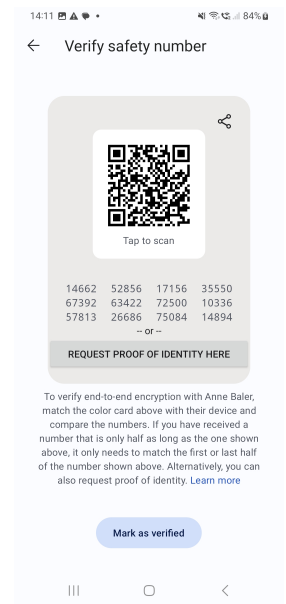 14:11 84%
Verify safety number
Tap to scan
14662 52856 17156 35550
67392 63422 72500 10336
57813 26686 75084 14894
-- or --
REQUEST PROOF OF IDENTITY HERE
To verify end-to-end encryption with Anne Baler,
match the color card above with their device and
compare the numbers. If you have received a
number that is only half as long as the one shown
above, it only needs to match the first or last half
of the number shown above. Alternatively, you can
also request proof of identity. Learn more
Mark as verified